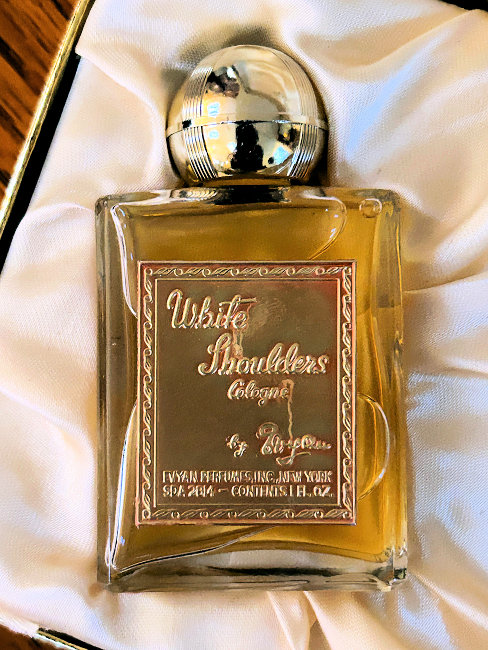 White
Shoulders
Cologne
by Evyan
EVYAN PERFUMES, INC., NEW YORK
SDA 2814 — CONTENTS 1 FL. OZ.